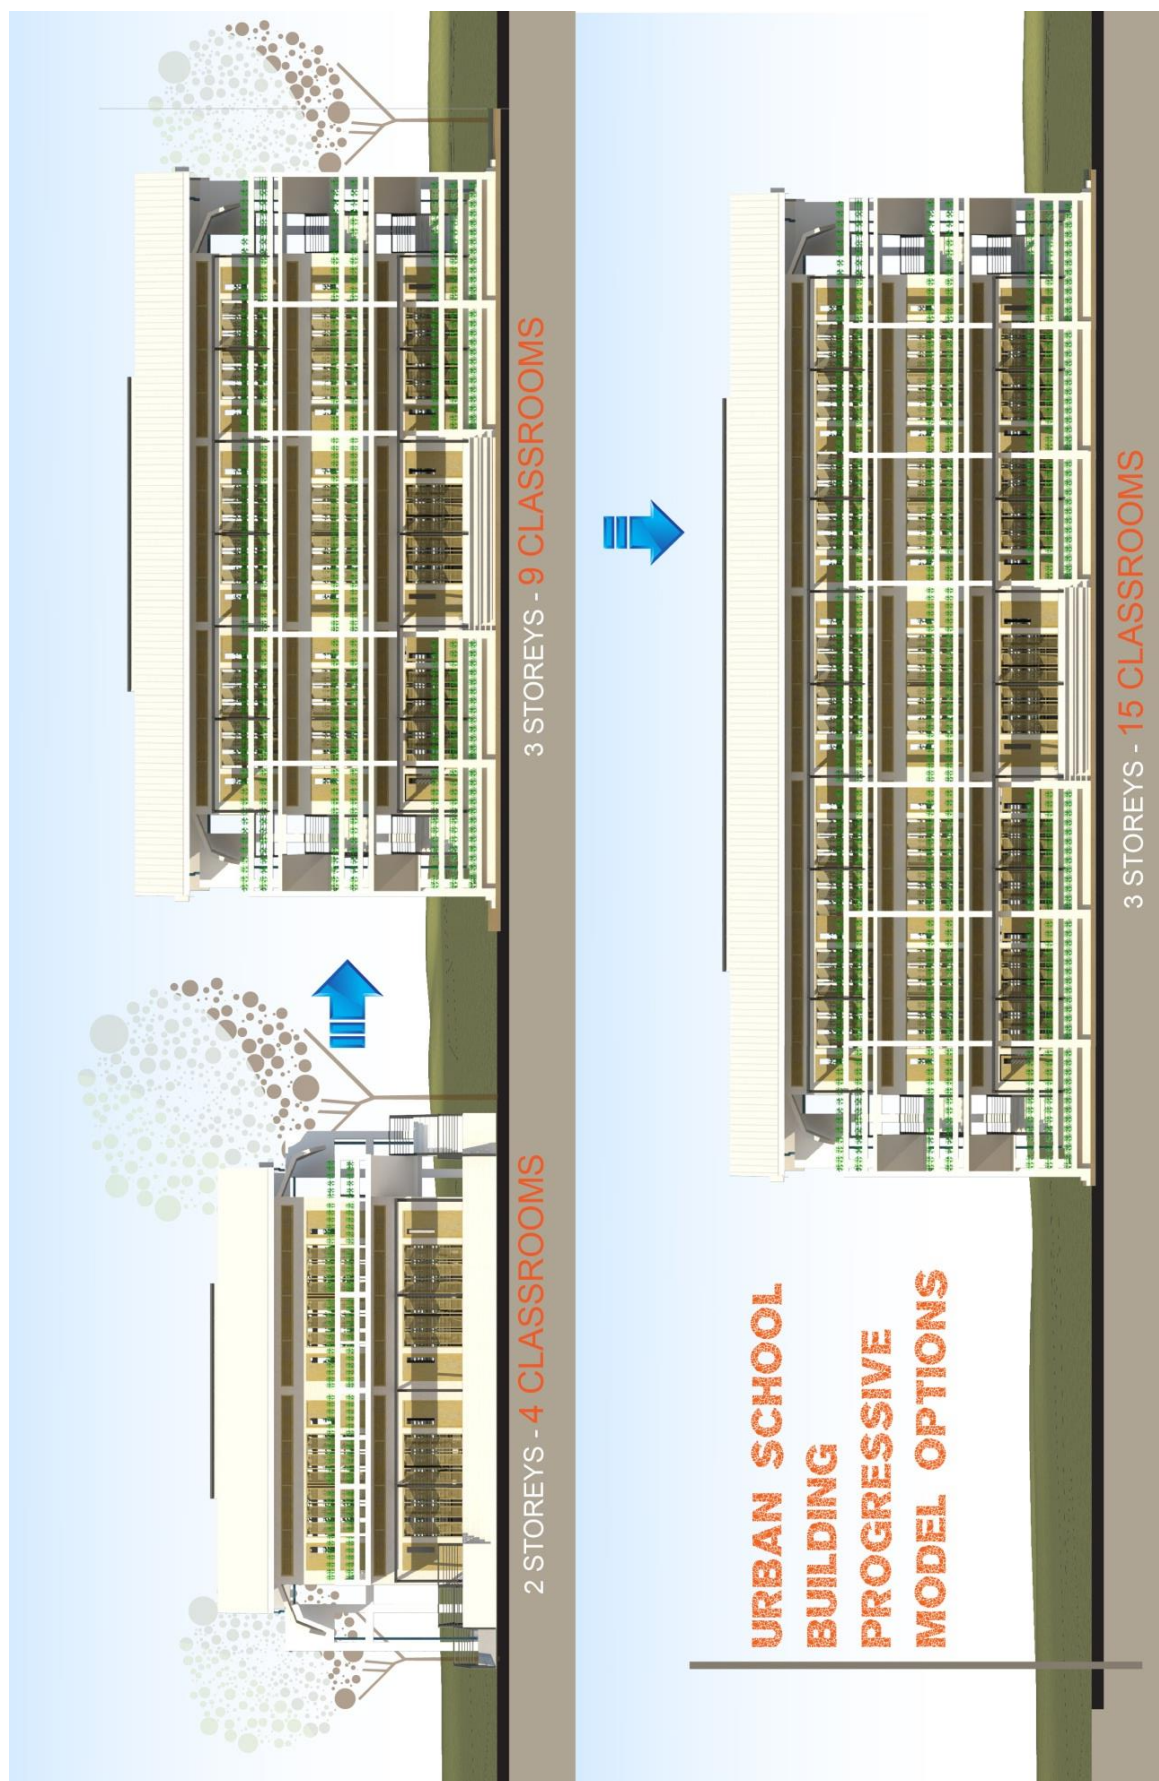 2 STOREYS - 4 CLASSROOMS
3 STOREYS - 9 CLASSROOMS
URBAN SCHOOL
BUILDING
PROGRESSIVE
MODEL OPTIONS
3 STOREYS - 15 CLASSROOMS